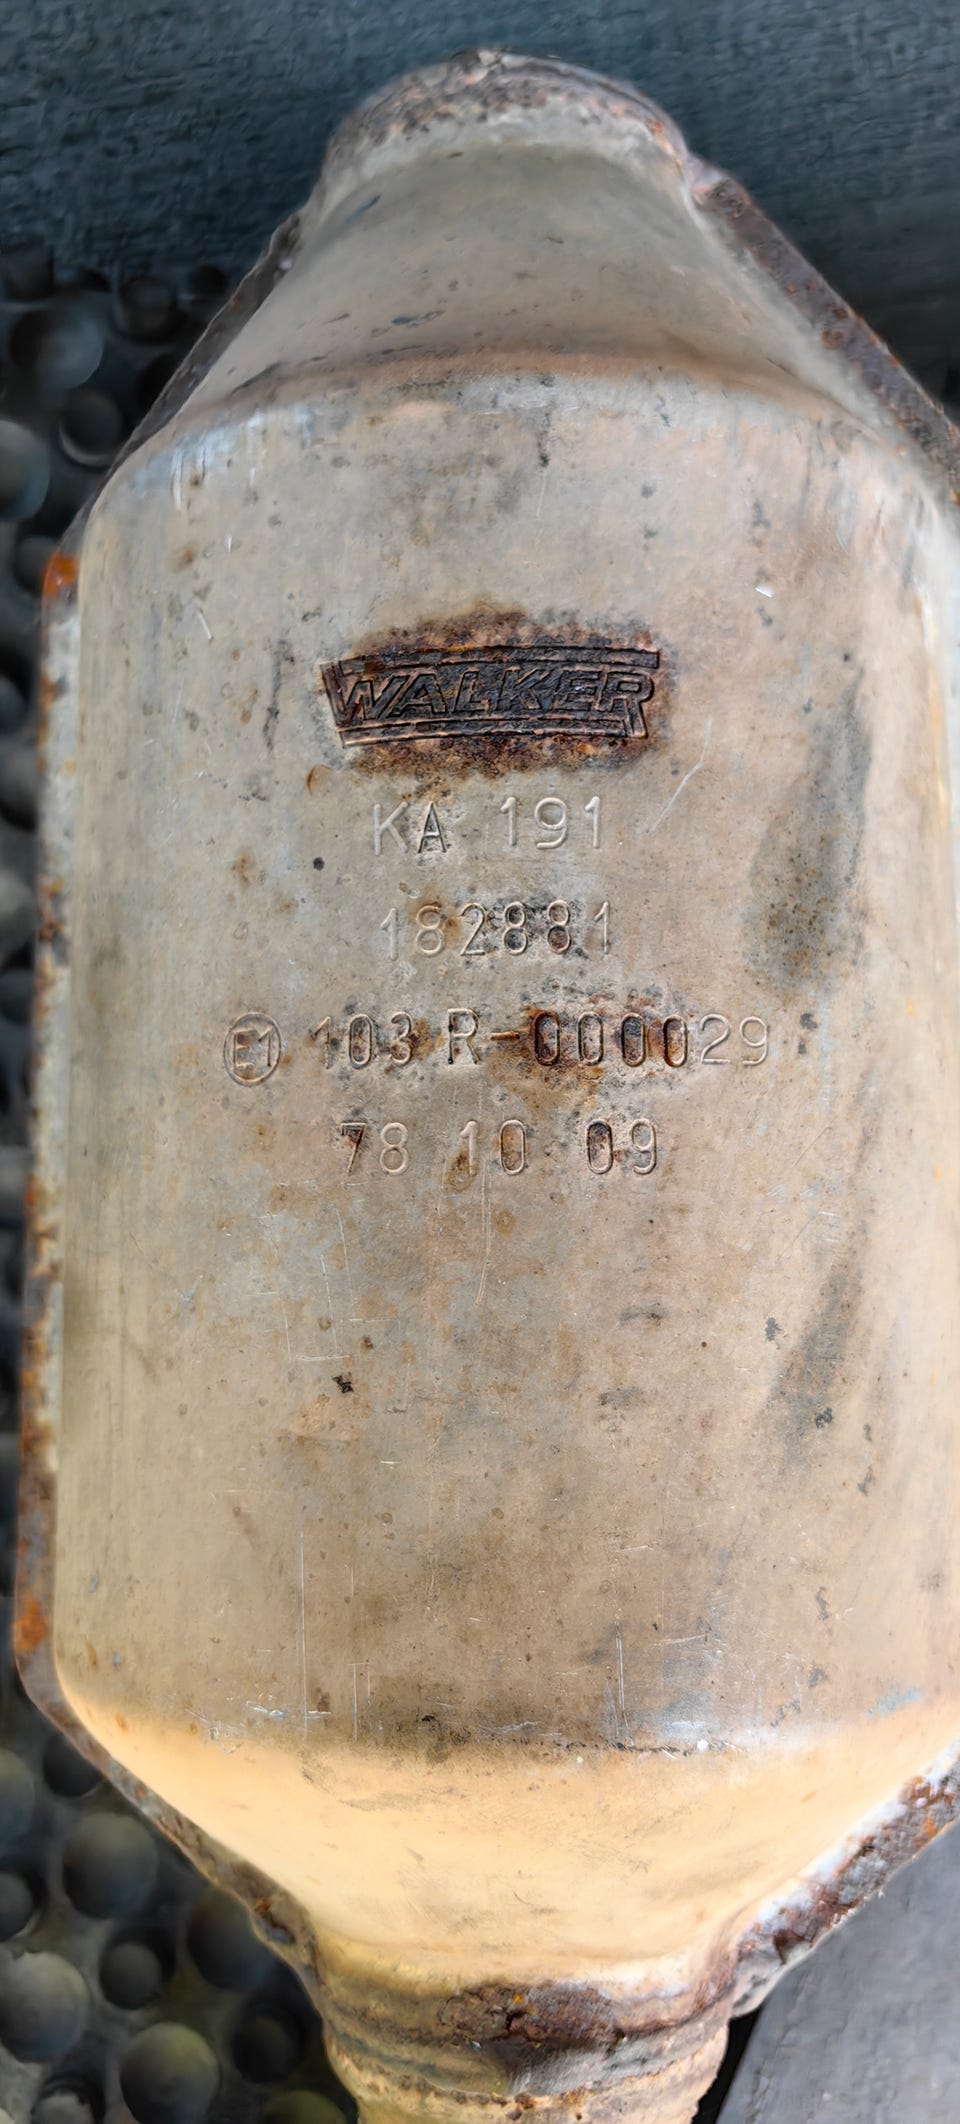 WALKER
KA 191
182881
E1 103 R-000029
78 10 09